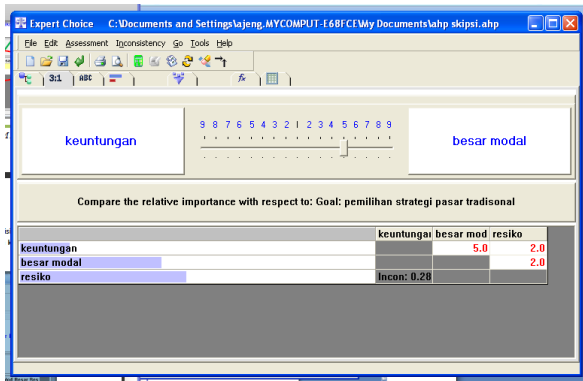 Expert Choice C:\Documents and Settings\ajeng.MYCOMPUT-E68FCE\My Documents\ahp skipsi.ahp
File Edit Assessment Inconsistency Go Tools Help
3:1 ABC fx
9 8 7 6 5 4 3 2 1 2 3 4 5 6 7 8 9
keuntungan
besar modal
Compare the relative importance with respect to: Goal: pemilihan strategi pasar tradisonal
keuntungai besar mod resiko
keuntungan 5.0 2.0
besar modal 2.0
resiko Incon: 0.28